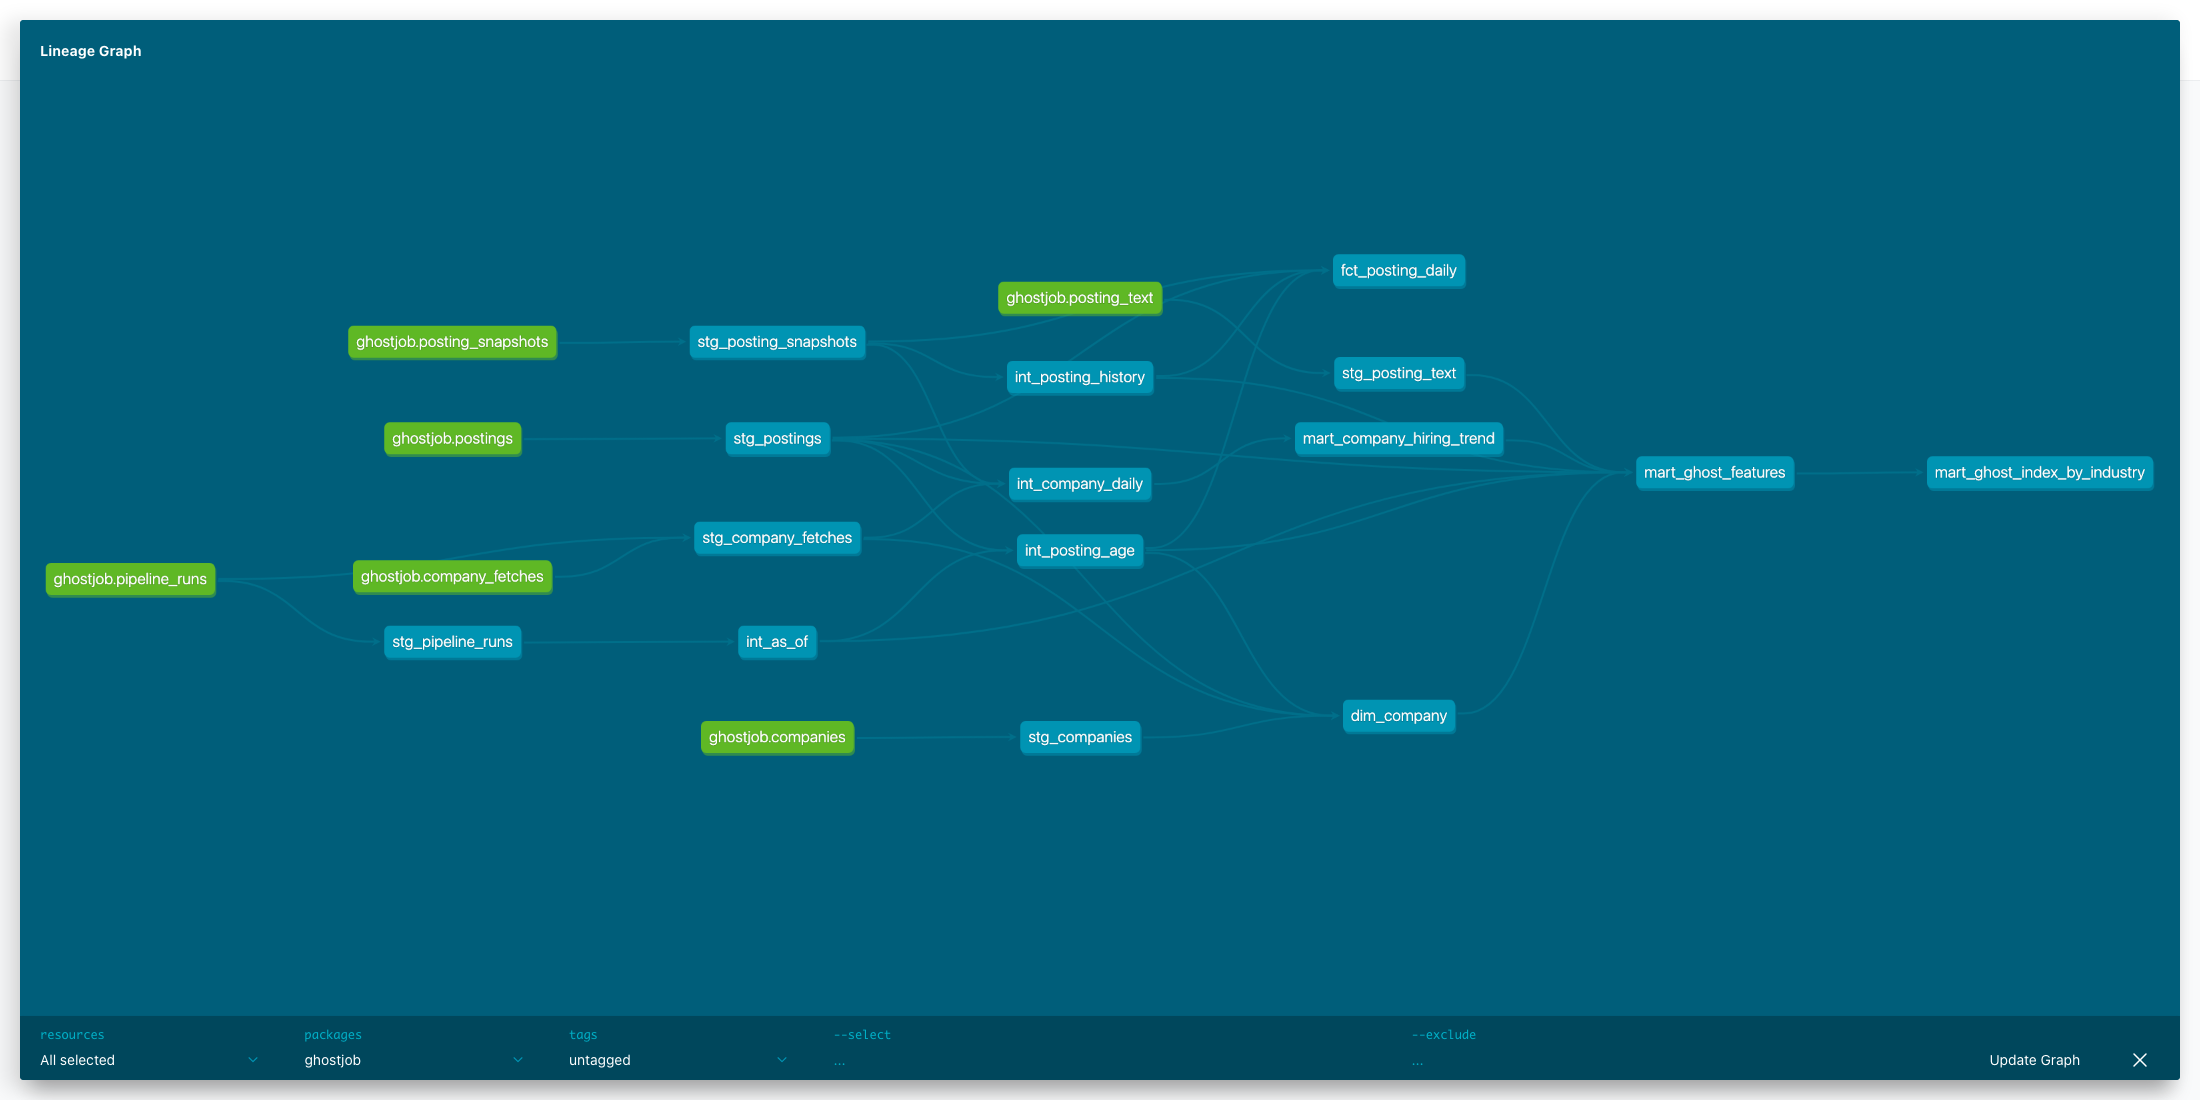 Lineage Graph
fct_posting_daily
ghostjob.posting_text
ghostjob.posting_snapshots
stg_posting_snapshots
int_posting_history
stg_posting_text
ghostjob.postings
stg_postings
mart_company_hiring_trend
mart_ghost_features
mart_ghost_index_by_industry
int_company_daily
stg_company_fetches
int_posting_age
ghostjob.pipeline_runs
ghostjob.company_fetches
stg_pipeline_runs
int_as_of
dim_company
ghostjob.companies
stg_companies
resources
All selected
packages
ghostjob
tags
untagged
--select
...
--exclude
...
Update Graph